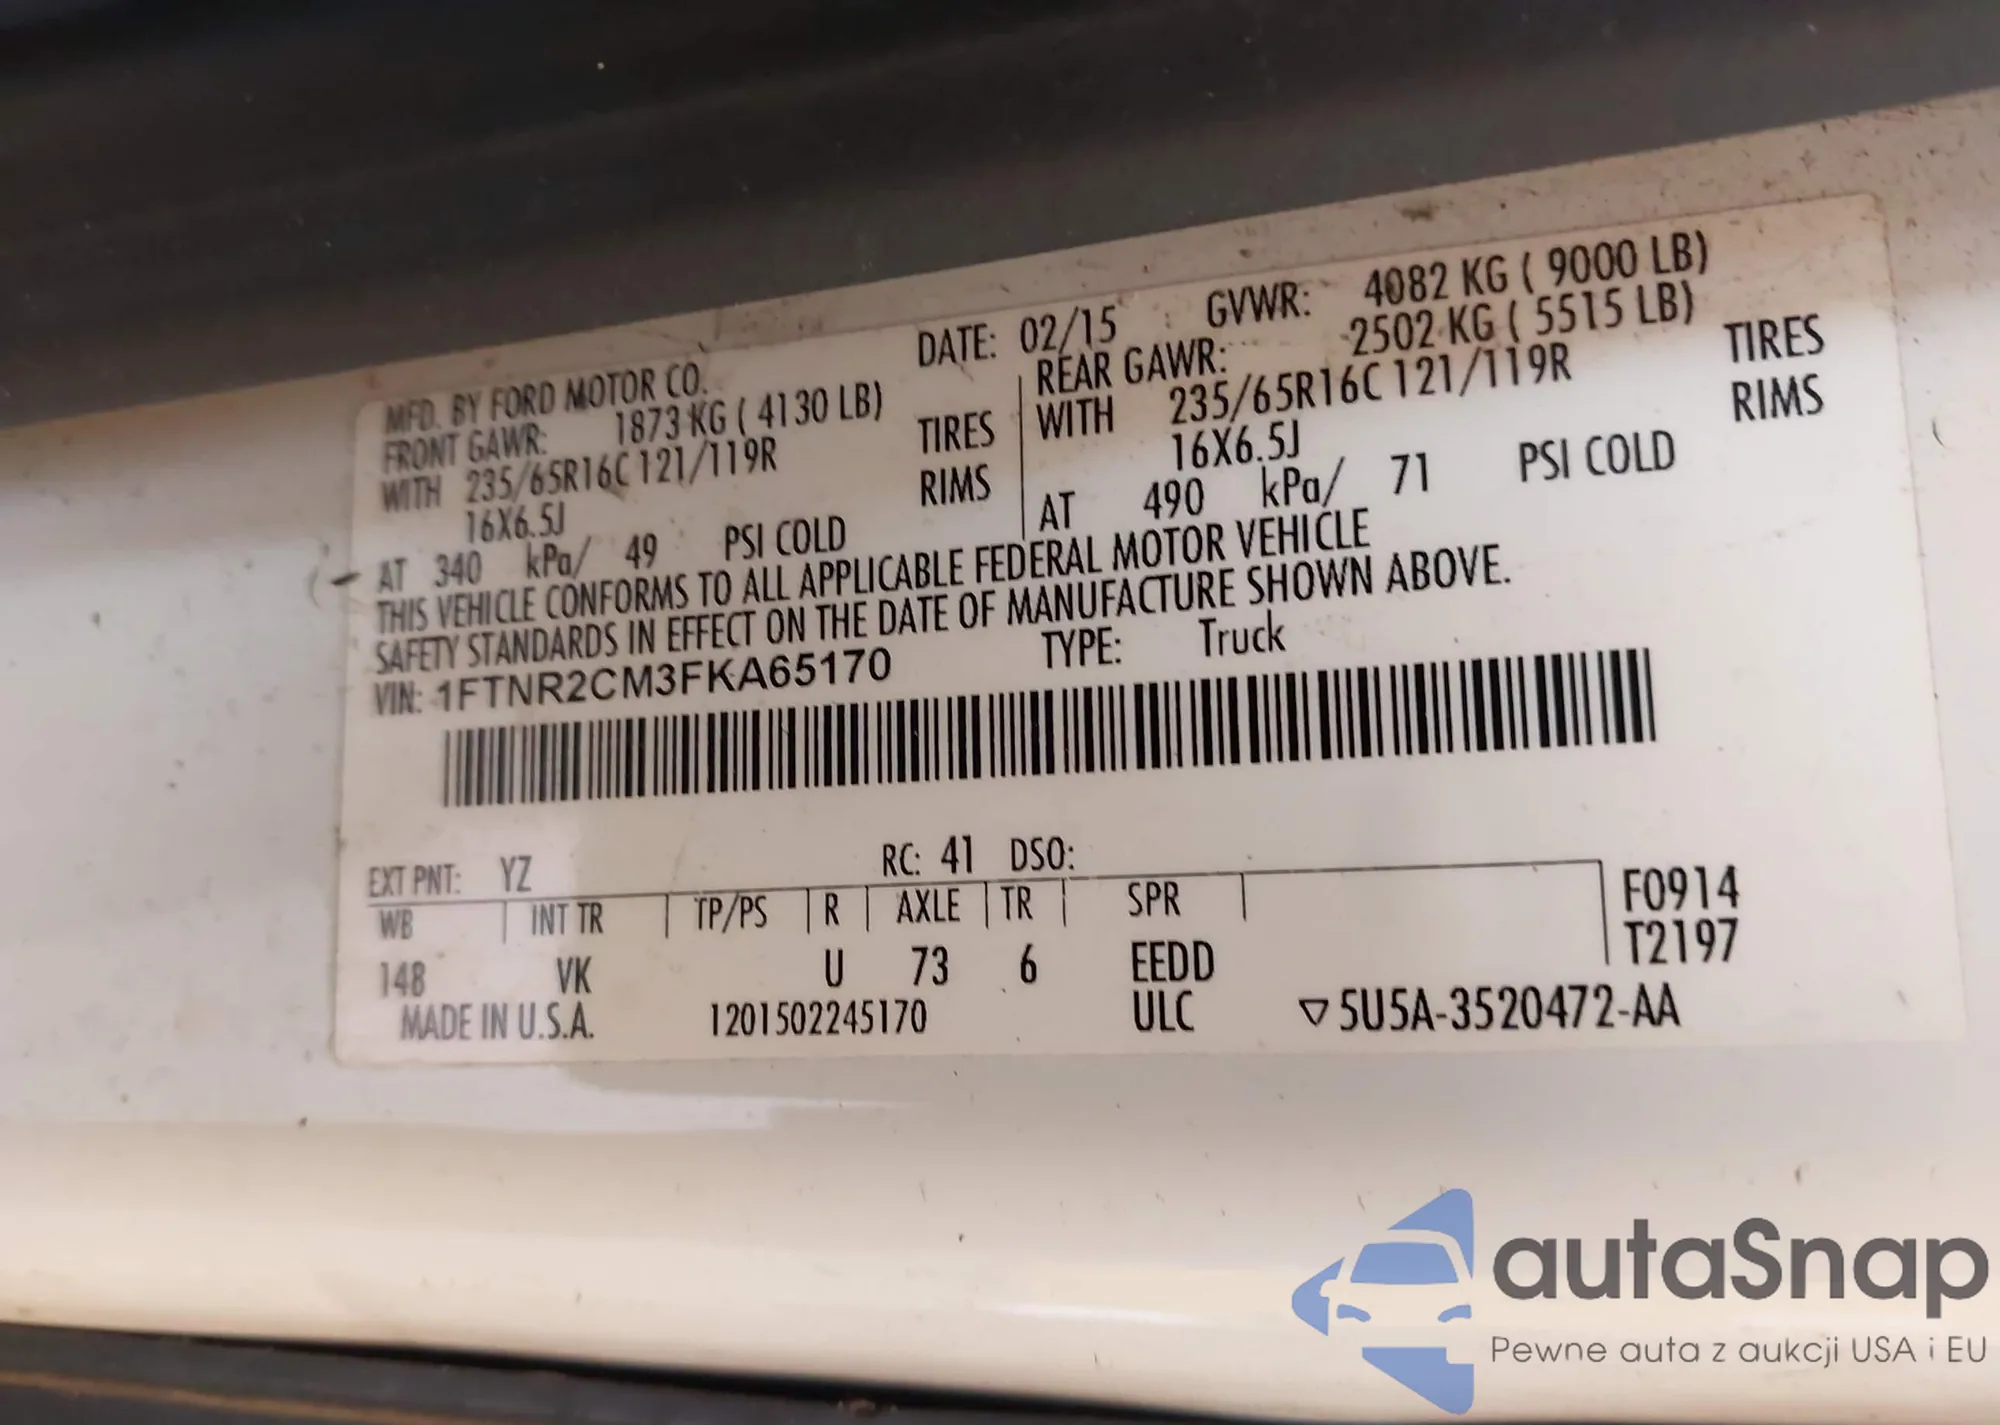 DATE: 02/15 GVWR: 4082 KG ( 9000 LB)
MFD. BY FORD MOTOR CO.
FRONT GAWR: 1873 KG ( 4130 LB)
WITH 235/65R16C 121/119R TIRES
16X6.5J RIMS
AT 340 kPa/ 49 PSI COLD
REAR GAWR: 2502 KG ( 5515 LB)
WITH 235/65R16C 121/119R TIRES
16X6.5J RIMS
AT 490 kPa/ 71 PSI COLD
THIS VEHICLE CONFORMS TO ALL APPLICABLE FEDERAL MOTOR VEHICLE
SAFETY STANDARDS IN EFFECT ON THE DATE OF MANUFACTURE SHOWN ABOVE.
VIN: 1FTNR2CM3FKA65170 TYPE: Truck
EXT PNT: YZ RC: 41 DSO:
WB INT TR TP/PS R AXLE TR SPR F0914
148 VK U 73 6 EEDD T2197
MADE IN U.S.A. 1201502245170 ULC ▽5U5A-3520472-AA
autaSnap
Pewne auta z aukcji USA i EU